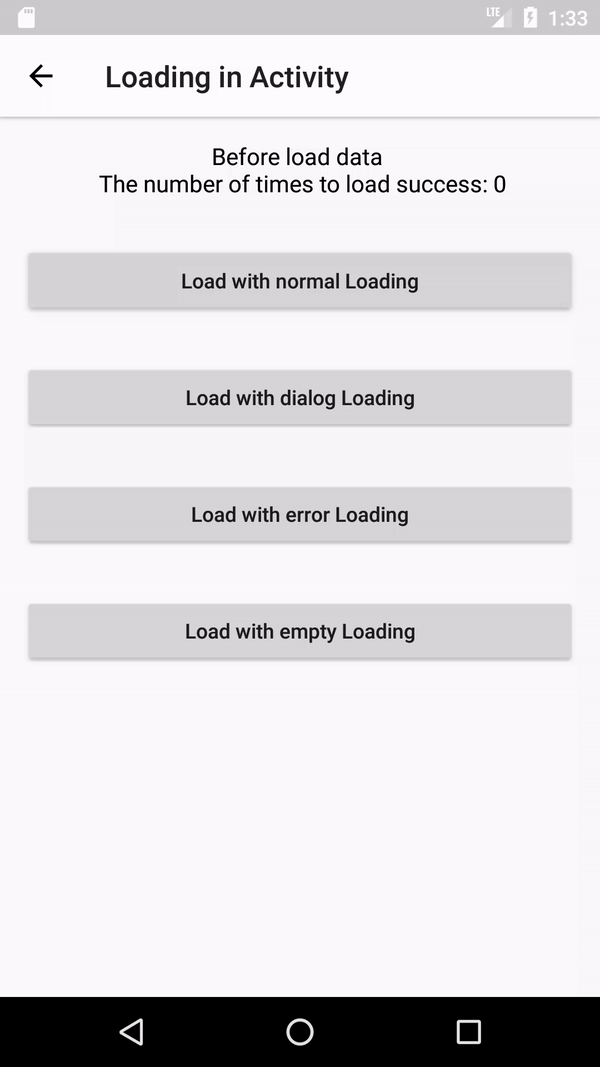 LTE 1:33
Loading in Activity
Before load data
The number of times to load success: 0
Load with normal Loading
Load with dialog Loading
Load with error Loading
Load with empty Loading